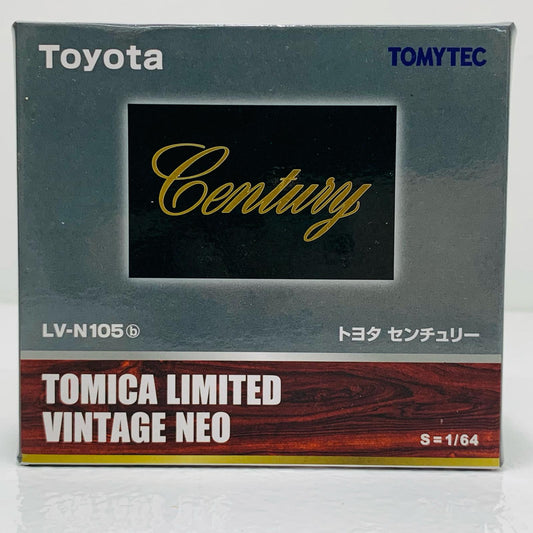 Toyota TOMYTEC
Century
LV-N105ⓑ トヨタ センチュリー
TOMICA LIMITED
VINTAGE NEO
S=1/64